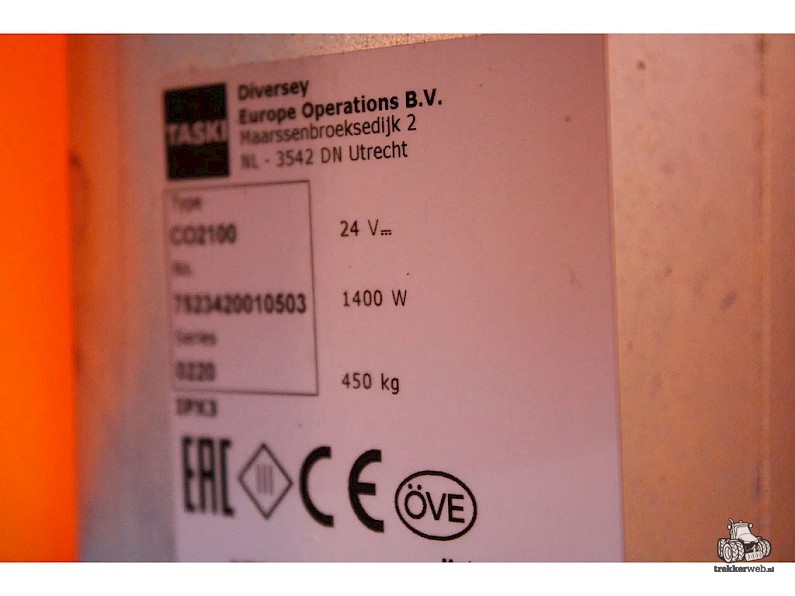 TASKI
Diversey
Europe Operations B.V.
Maarssenbroeksedijk 2
NL - 3542 DN Utrecht
Type
CO2100
24 V
No.
7523420010503
1400 W
Series
0220
450 kg
IPX3
EAC
III
CE
ÖVE
trekkerweb.nl